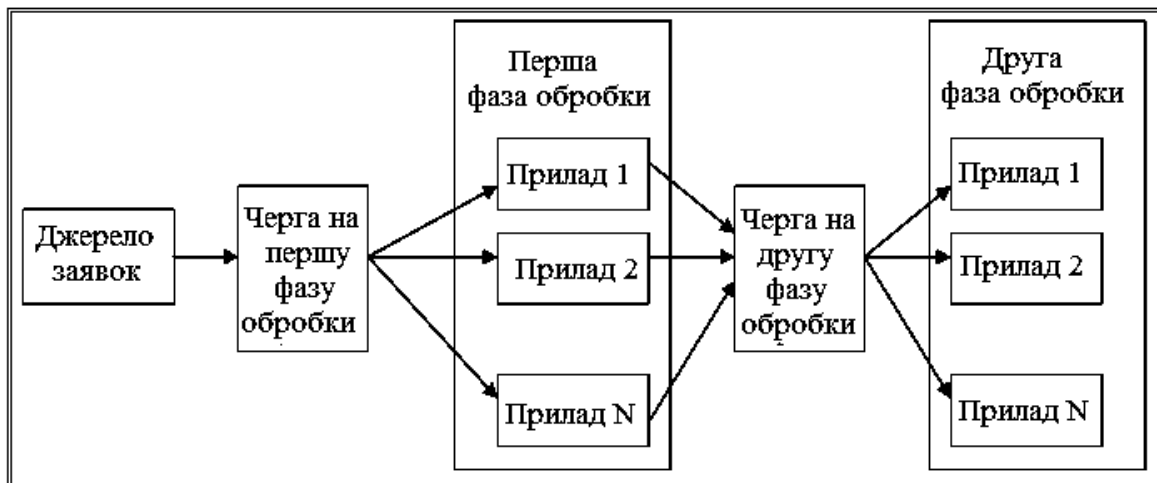 Джерело
заявок
Черга на
першу
фазу
обробки
Перша
фаза обробки
Прилад 1
Прилад 2
Прилад N
Черга на
другу
фазу
обробки
Друга
фаза обробки
Прилад 1
Прилад 2
Прилад N